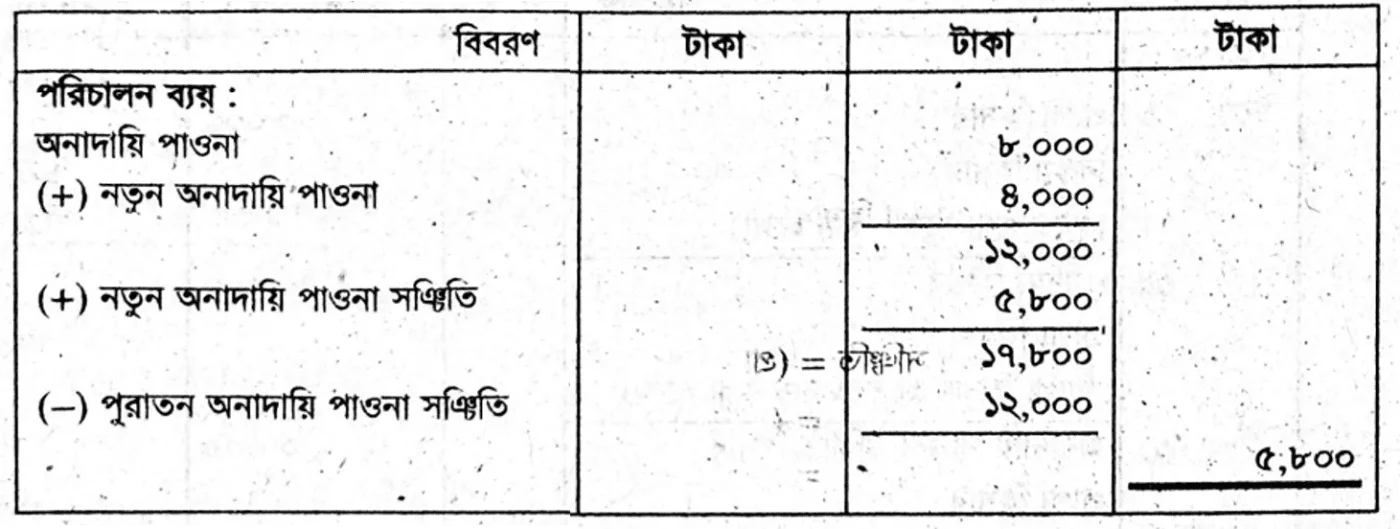 বিবরণ টাকা টাকা টাকা
পরিচালন ব্যয় :
অনাদায়ি পাওনা ৮,০০০
(+) নতুন অনাদায়ি পাওনা ৪,০০০
১২,০০০
(+) নতুন অনাদায়ি পাওনা সঞ্চিতি ৫,৮০০
১৭,৮০০
(–) পুরাতন অনাদায়ি পাওনা সঞ্চিতি ১২,০০০
৫,৮০০